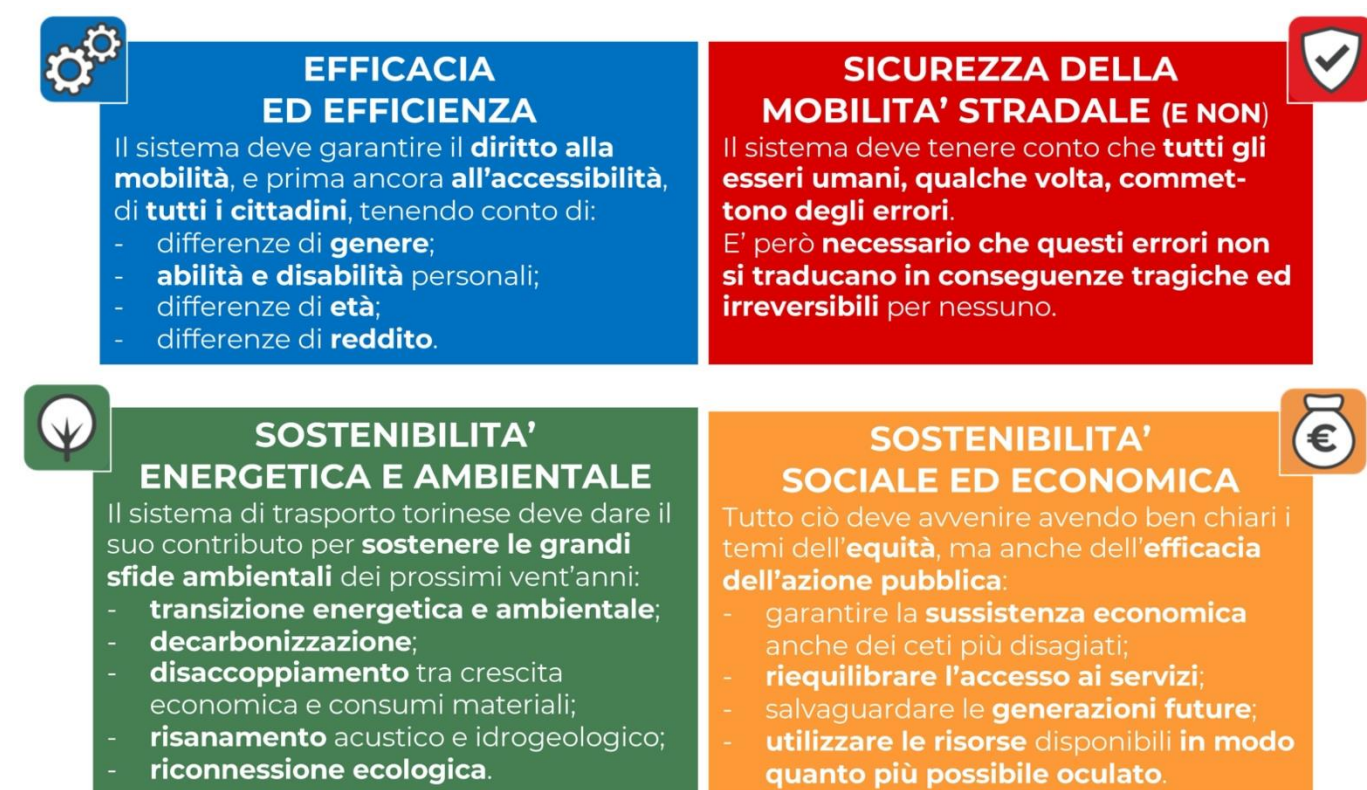 EFFICACIA
ED EFFICIENZA
Il sistema deve garantire il diritto alla
mobilità, e prima ancora all'accessibilità,
di tutti i cittadini, tenendo conto di:
- differenze di genere;
- abilità e disabilità personali;
- differenze di età;
- differenze di reddito.
SICUREZZA DELLA
MOBILITA' STRADALE (E NON)
Il sistema deve tenere conto che tutti gli
esseri umani, qualche volta, commet-
tono degli errori.
E' però necessario che questi errori non
si traducano in conseguenze tragiche ed
irreversibili per nessuno.
SOSTENIBILITA'
ENERGETICA E AMBIENTALE
Il sistema di trasporto torinese deve dare il
suo contributo per sostenere le grandi
sfide ambientali dei prossimi vent'anni:
- transizione energetica e ambientale;
- decarbonizzazione;
- disaccoppiamento tra crescita
economica e consumi materiali;
- risanamento acustico e idrogeologico;
- riconnessione ecologica.
SOSTENIBILITA'
SOCIALE ED ECONOMICA
Tutto ciò deve avvenire avendo ben chiari i
temi dell'equità, ma anche dell'efficacia
dell'azione pubblica:
- garantire la sussistenza economica
anche dei ceti più disagiati;
- riequilibrare l'accesso ai servizi;
- salvaguardare le generazioni future;
- utilizzare le risorse disponibili in modo
quanto più possibile oculato.
€